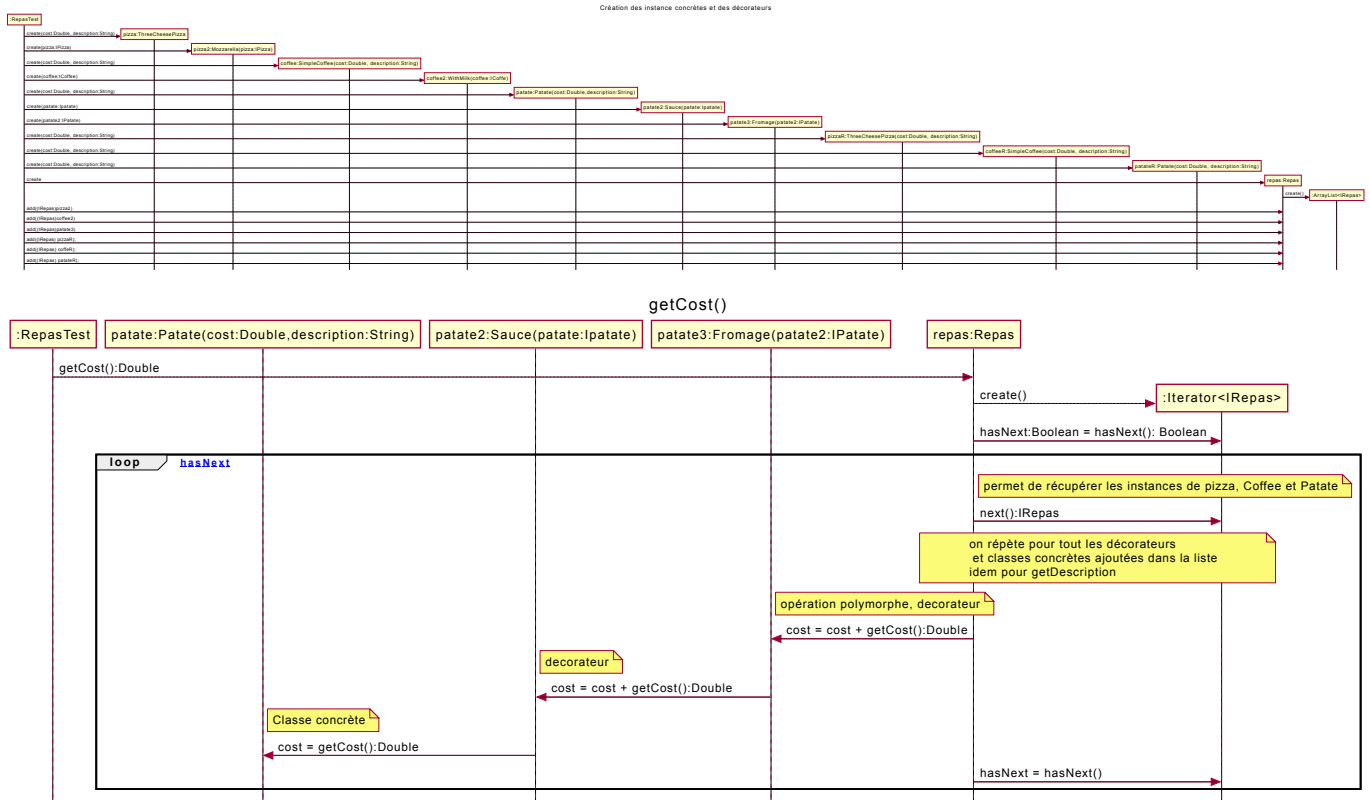 Création des instance concrètes et des décorateurs
:RepasTest
create(cost:Double, description:String)
pizza:ThreeCheesePizza
create(pizza:IPizza)
pizza2:Mozzarella(pizza:IPizza)
create(cost:Double, description:String)
coffee:SimpleCoffee(cost:Double, description:String)
create(coffee:ICoffee)
coffee2:WithMilk(coffee:ICoffe)
create(cost:Double, description:String)
patate:Patate(cost:Double,description:String)
create(patate:Ipatate)
patate2:Sauce(patate:Ipatate)
create(patate2:IPatate)
patate3:Fromage(patate2:IPatate)
create(cost:Double, description:String)
pizzaR:ThreeCheesePizza(cost:Double, description:String)
create(cost:Double, description:String)
coffeeR:SimpleCoffee(cost:Double, description:String)
create(cost:Double, description:String)
patateR:Patate(cost:Double, description:String)
create
repas:Repas
create()
:ArrayList<IRepas>
add((IRepas)pizza2)
add((IRepas)coffee2)
add((IRepas)patate3)
add((IRepas) pizzaR);
add((IRepas) coffeR);
add((IRepas) patateR);
getCost()
:RepasTest
patate:Patate(cost:Double,description:String)
patate2:Sauce(patate:Ipatate)
patate3:Fromage(patate2:IPatate)
repas:Repas
getCost():Double
create()
:Iterator<IRepas>
hasNext:Boolean = hasNext(): Boolean
loop
hasNext
permet de récupérer les instances de pizza, Coffee et Patate
next():IRepas
on répète pour tout les décorateurs
et classes concrètes ajoutées dans la liste
idem pour getDescription
opération polymorphe, decorateur
cost = cost + getCost():Double
decorateur
cost = cost + getCost():Double
Classe concrète
cost = getCost():Double
hasNext = hasNext()